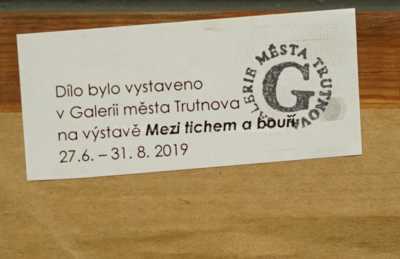 Dílo bylo vystaveno
v Galerii města Trutnova
na výstavě Mezi tichem a bouří,
27.6. – 31. 8. 2019
GALERIE MĚSTA TRUTNOVA
G